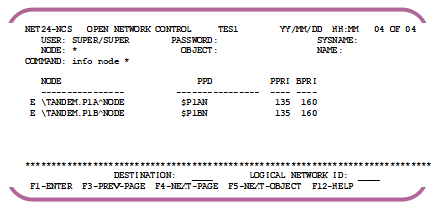 NET24-NCS OPEN NETWORK CONTROL TES1 YY/MM/DD HH:MM 04 OF 04
USER: SUPER/SUPER PASSWORD: SYSNAME:
NODE: * OBJECT: NAME:
COMMAND: info node *
NODE PPD PPRI BPRI
---------------- ---------------- ---- ----
E \TANDEM.P1A^NODE $P1AN 135 160
E \TANDEM.P1B^NODE $P1BN 135 160
******************************************************************************
DESTINATION: ____ LOGICAL NETWORK ID: ____
F1-ENTER F3-PREV-PAGE F4-NEXT-PAGE F5-NEXT-OBJECT F12-HELP